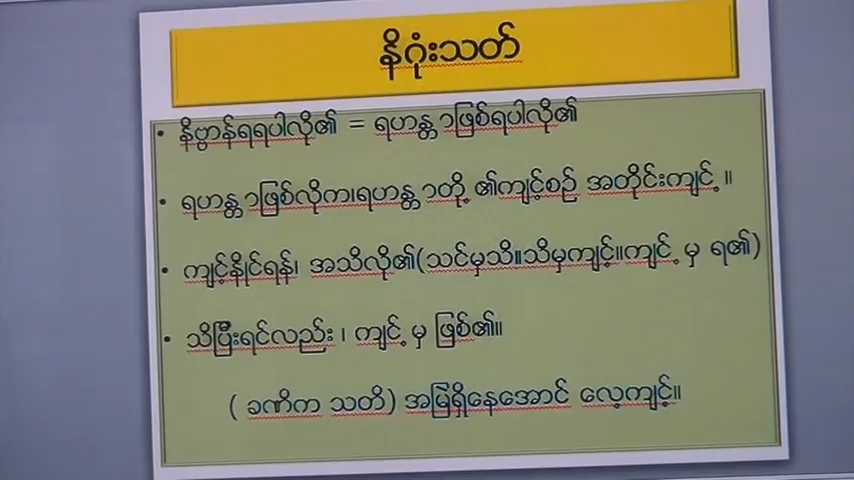 နိဂုံးသတ်
• နိဗ္ဗာန်ရရပါလို၏ = ရဟန္တာဖြစ်ရပါလို၏
• ရဟန္တာဖြစ်လိုက၊ရဟန္တာတို့ ၏ကျင့်စဉ် အတိုင်းကျင့် ။
• ကျင့်နိုင်ရန်၊ အသိလို၏(သင်မှသိ။သိမှကျင့်။ကျင့် မှ ရ၏)
• သိပြီးရင်လည်း ၊ ကျင့် မှ ဖြစ်၏။
( ခဏိက သတိ) အမြဲရှိနေအောင် လေ့ကျင့်။